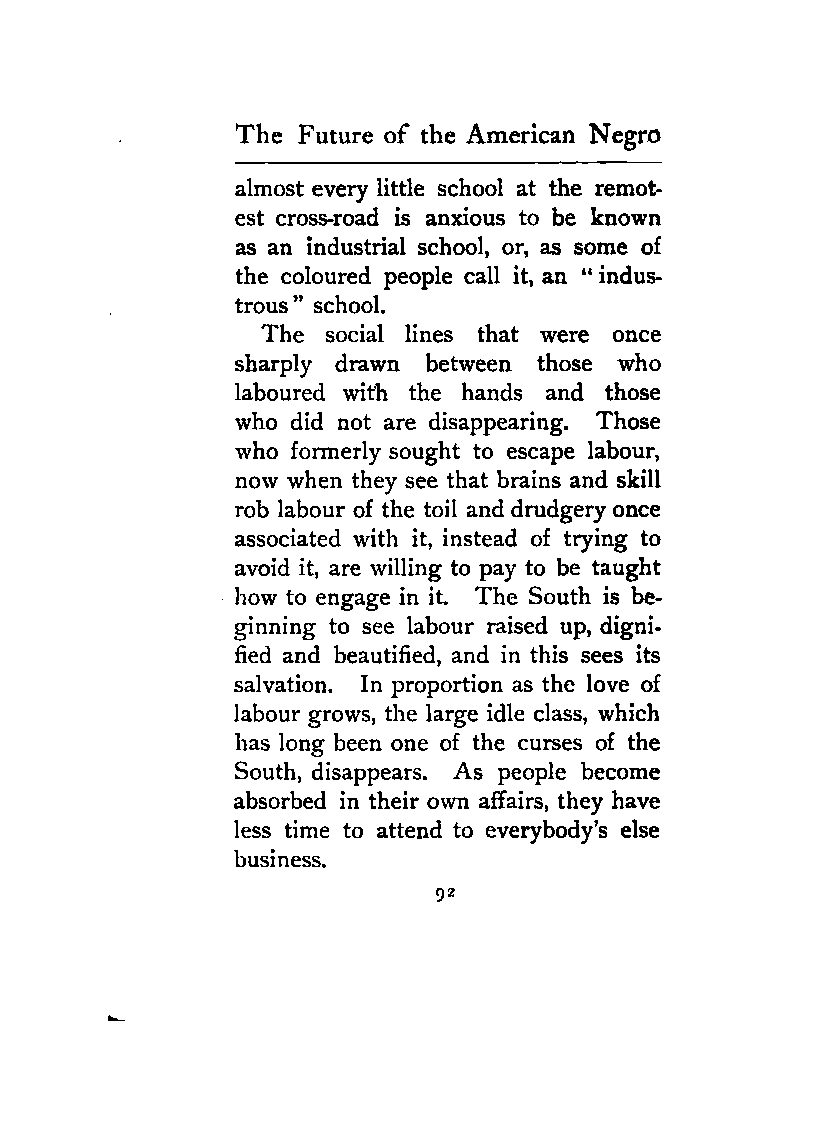 The Future of the American Negro
almost every little school at the remot-
est cross-road is anxious to be known
as an industrial school, or, as some of
the coloured people call it, an “ indus-
trous ” school.
The social lines that were once
sharply drawn between those who
laboured with the hands and those
who did not are disappearing. Those
who formerly sought to escape labour,
now when they see that brains and skill
rob labour of the toil and drudgery once
associated with it, instead of trying to
avoid it, are willing to pay to be taught
how to engage in it. The South is be-
ginning to see labour raised up, digni-
fied and beautified, and in this sees its
salvation. In proportion as the love of
labour grows, the large idle class, which
has long been one of the curses of the
South, disappears. As people become
absorbed in their own affairs, they have
less time to attend to everybody’s else
business.
92